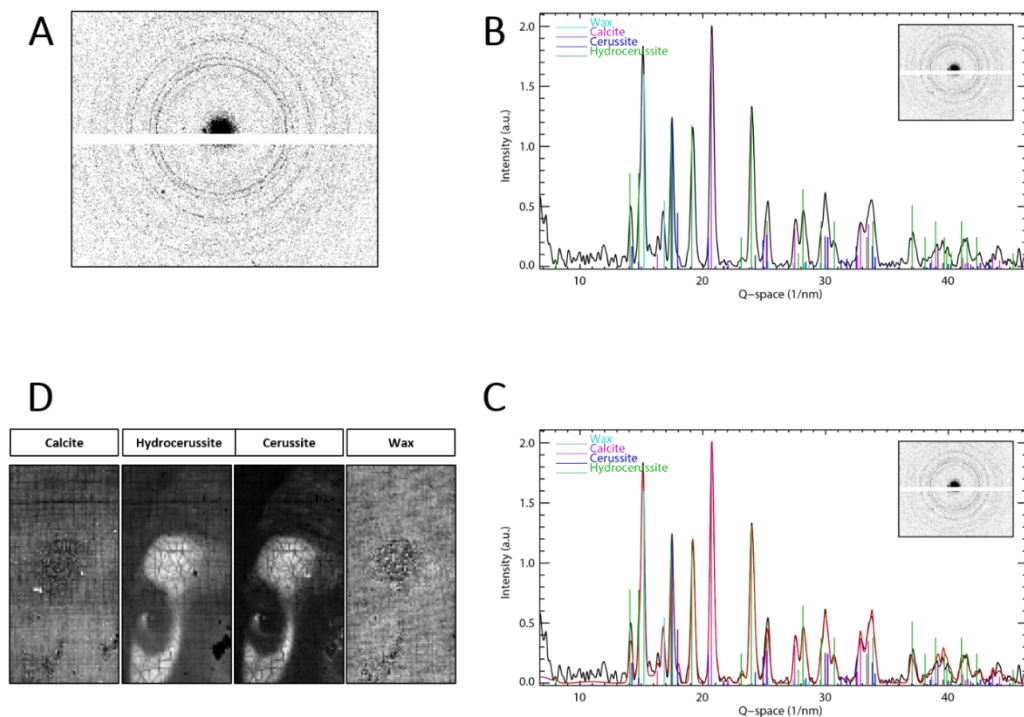 A
B
2.0
1.5
1.0
0.5
0.0
Intensity (a.u.)
Wax
Calcite
Cerussite
Hydrocerussite
10
20
30
40
Q−space (1/nm)
D
Calcite
Hydrocerussite
Cerussite
Wax
C
2.0
1.5
1.0
0.5
0.0
Intensity (a.u.)
Wax
Calcite
Cerussite
Hydrocerussite
10
20
30
40
Q−space (1/nm)